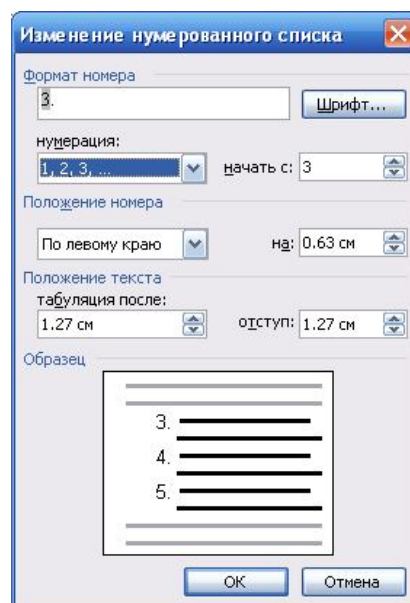 Изменение нумерованного списка
Формат номера
3.
Шрифт...
нумерация:
1, 2, 3, ... начать с: 3
Положение номера
По левому краю на: 0.63 см
Положение текста
табуляция после:
1.27 см отступ: 1.27 см
Образец
3.
4.
5.
ОК Отмена